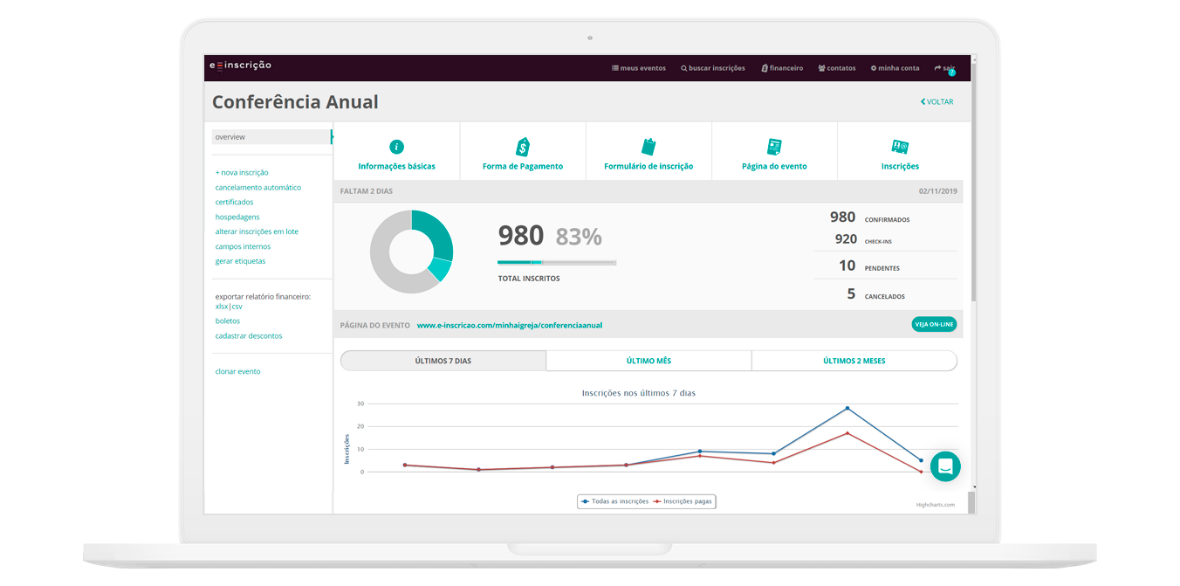 e inscrição
meus eventos buscar inscrições financeiro contatos minha conta
Conferência Anual
VOLTAR
overview
+ nova inscrição
cancelamento automático
certificados
hospedagens
alterar inscrições em lote
campos internos
gerar etiquetas
exportar relatório financeiro:
xlsx|csv
boletos
cadastrar descontos
clonar evento
Informações básicas
Forma de Pagamento
Formulário de inscrição
Página do evento
Inscrições
FALTAM 2 DIAS
02/11/2019
980 83%
TOTAL INSCRITOS
980 CONFIRMADOS
920 CHECK-INS
10 PENDENTES
5 CANCELADOS
PÁGINA DO EVENTO www.e-inscricao.com/minhaigreja/conferenciaanual
VEJA ON-LINE
ÚLTIMOS 7 DIAS
ÚLTIMO MÊS
ÚLTIMOS 2 MESES
Inscrições nos últimos 7 dias
Inscrições
30
20
10
0
Todas as inscrições Inscrições pagas
Highcharts.com